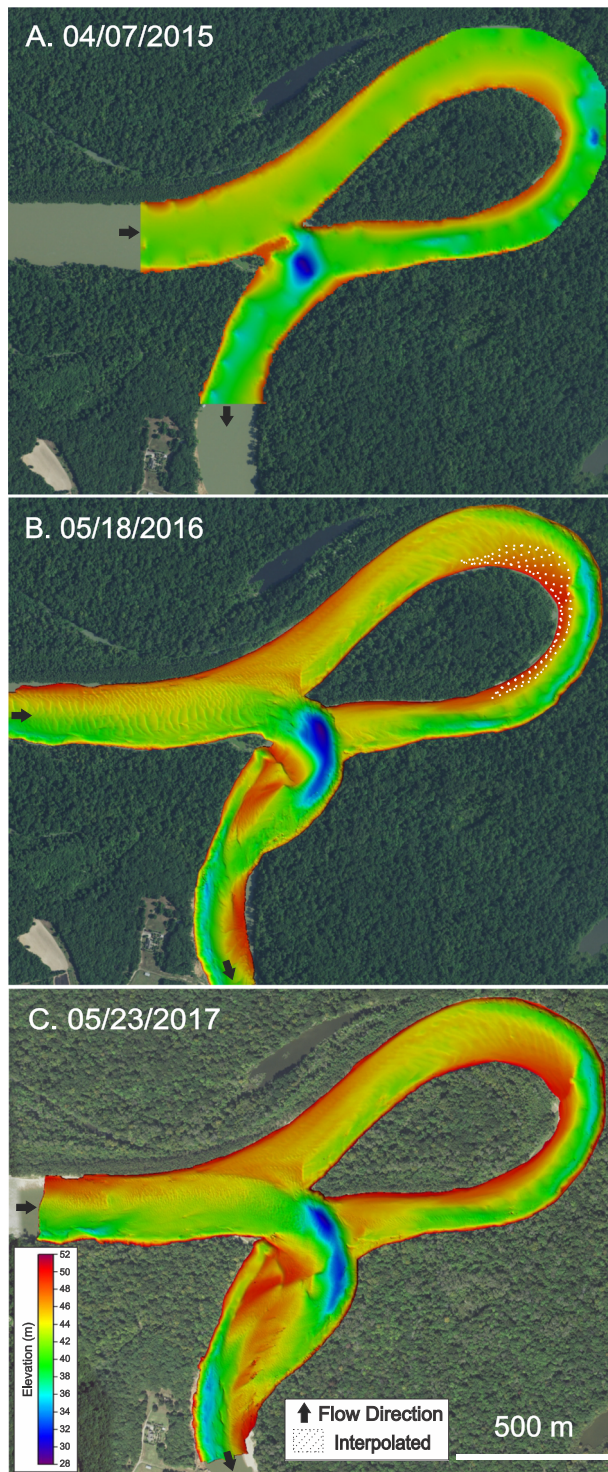 A. 04/07/2015
B. 05/18/2016
C. 05/23/2017
52
50
48
46
44
42
40
38
36
34
32
30
28
Elevation (m)
Flow Direction
Interpolated
500 m